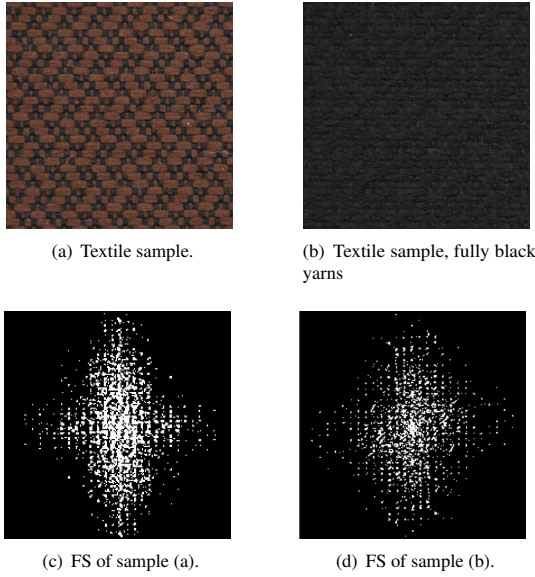 (a) Textile sample.
(b) Textile sample, fully black
yarns
(c) FS of sample (a).
(d) FS of sample (b).